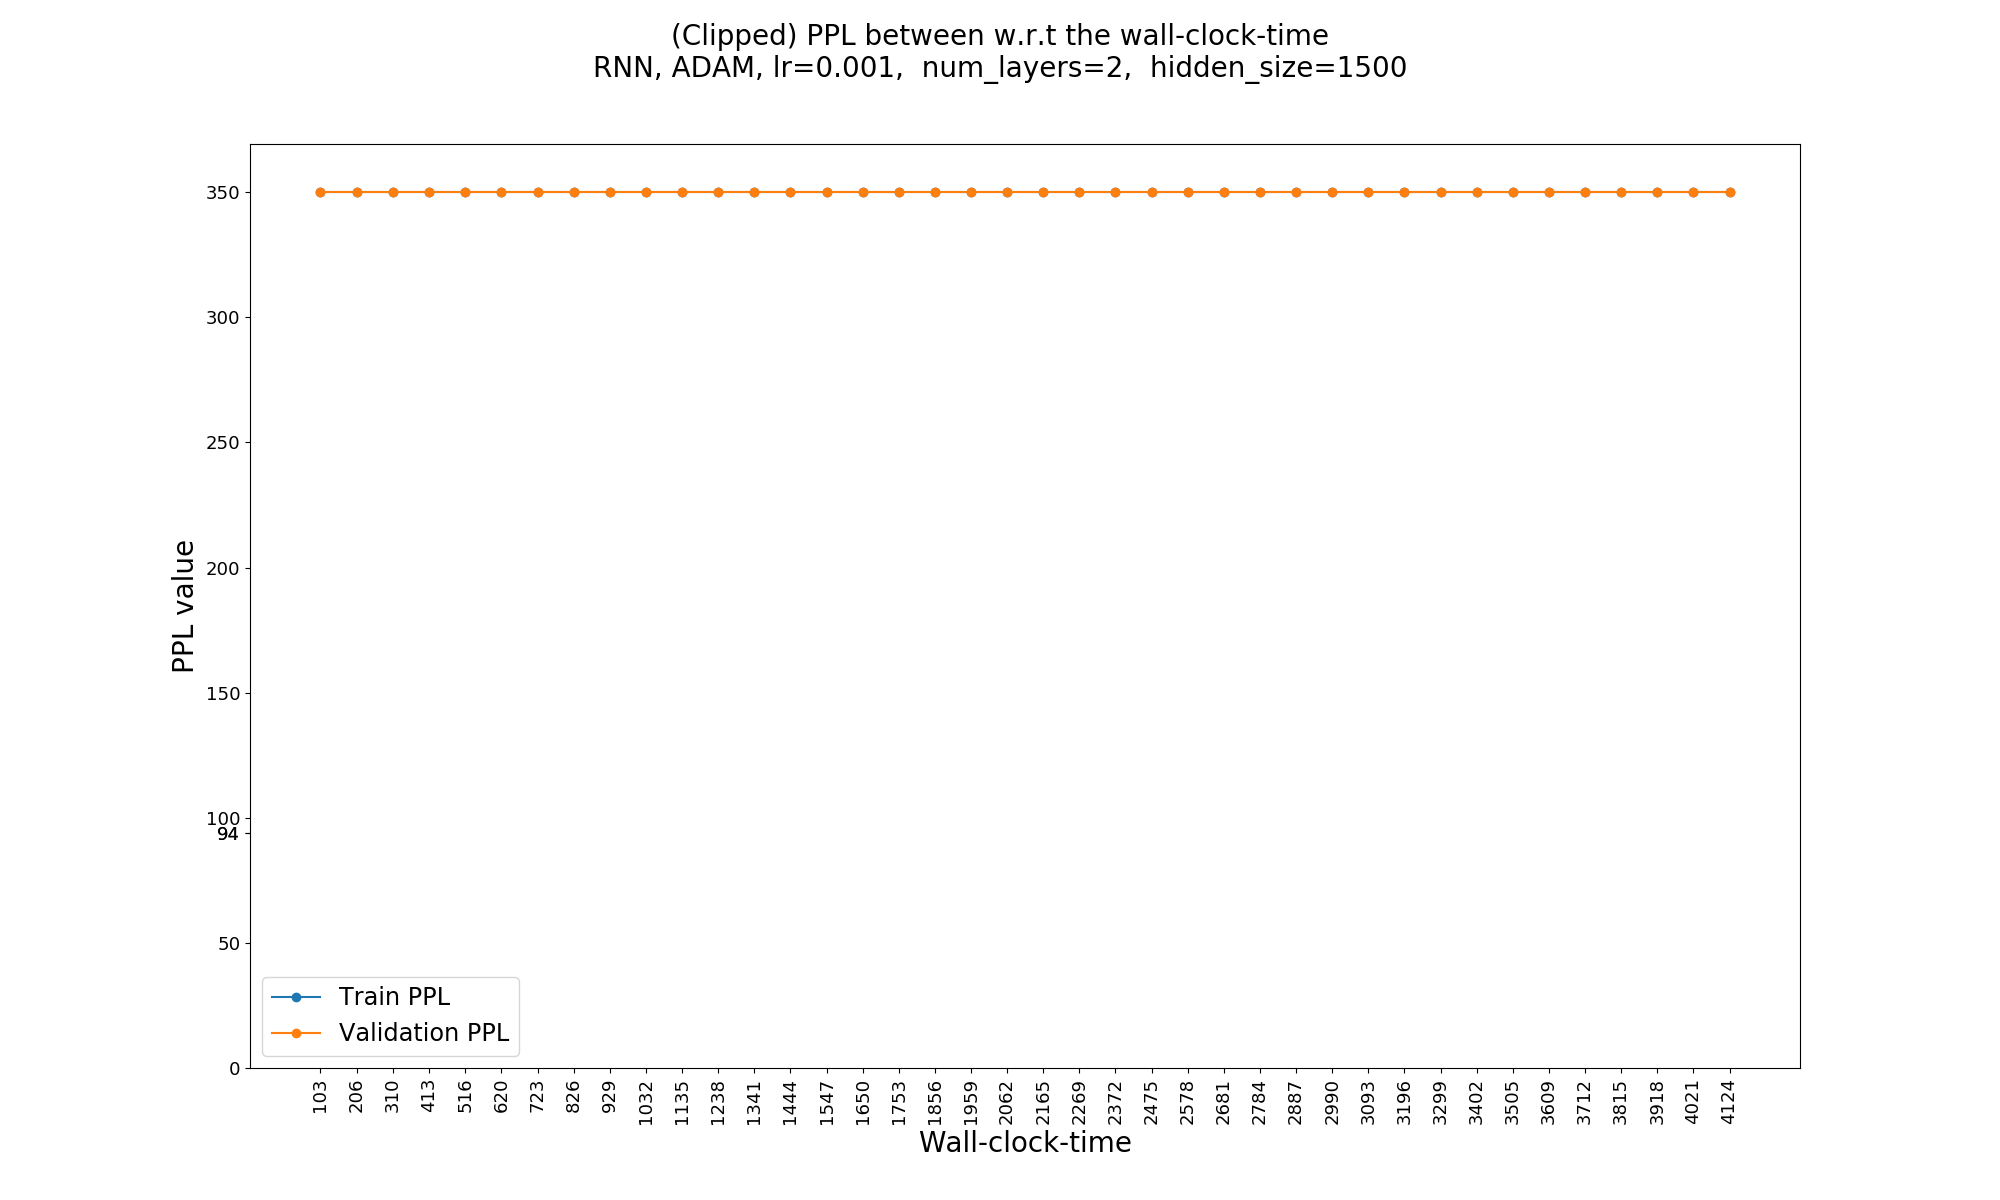 (Clipped) PPL between w.r.t the wall-clock-time
RNN, ADAM, lr=0.001,  num_layers=2,  hidden_size=1500
PPL value
350
300
250
200
150
100
94
50
0
Train PPL
Validation PPL
103 206 310 413 516 620 723 826 929 1032 1135 1238 1341 1444 1547 1650 1753 1856 1959 2062 2165 2269 2372 2475 2578 2681 2784 2887 2990 3093 3196 3299 3402 3505 3609 3712 3815 3918 4021 4124
Wall-clock-time